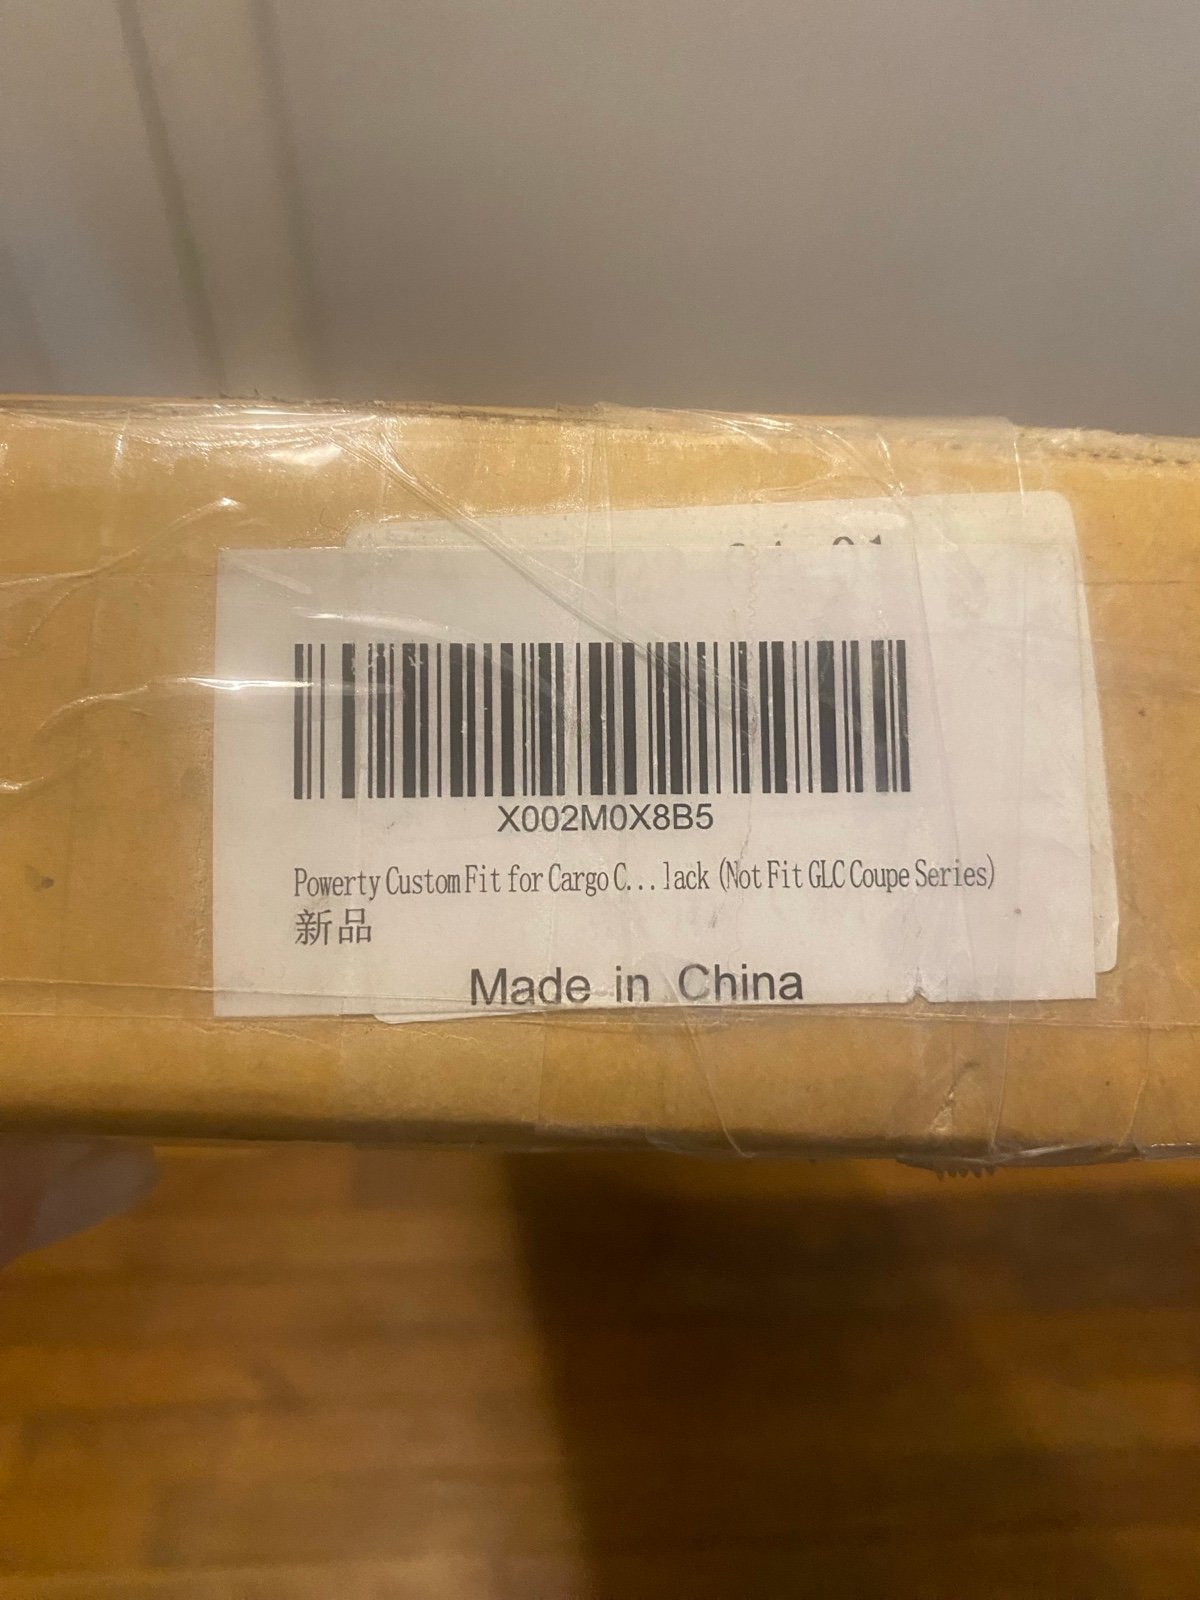 X002M0X8B5
Powerty Custom Fit for Cargo C...lack (Not Fit GLC Coupe Series)
新品
Made in China